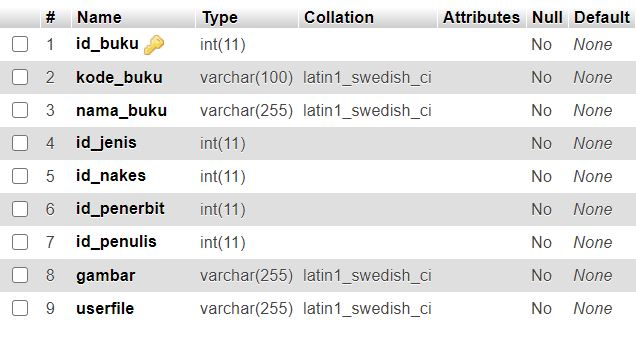 # Name Type Collation Attributes Null Default
1 id_buku int(11) No None
2 kode_buku varchar(100) latin1_swedish_ci No None
3 nama_buku varchar(255) latin1_swedish_ci No None
4 id_jenis int(11) No None
5 id_nakes int(11) No None
6 id_penerbit int(11) No None
7 id_penulis int(11) No None
8 gambar varchar(255) latin1_swedish_ci No None
9 userfile varchar(255) latin1_swedish_ci No None